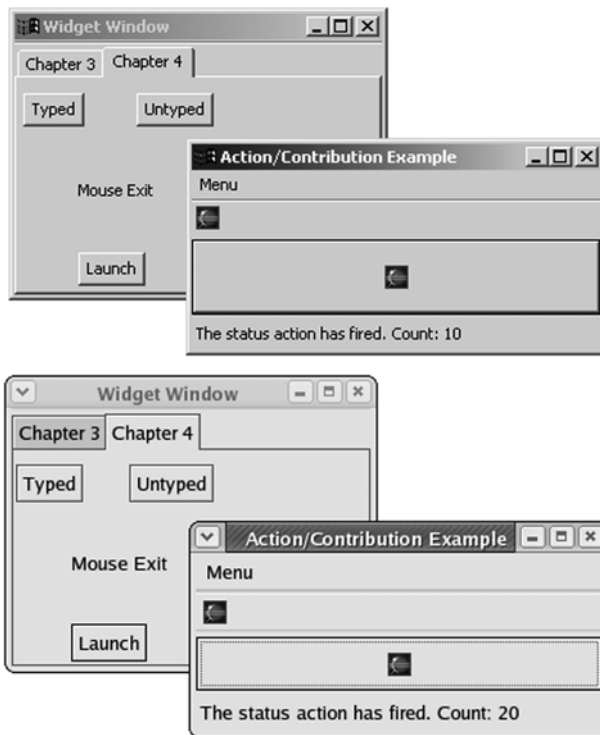 Widget Window
Chapter 3 Chapter 4
Typed Untyped
Mouse Exit
Launch
Action/Contribution Example
Menu
The status action has fired. Count: 10
Widget Window
Chapter 3 Chapter 4
Typed Untyped
Mouse Exit
Launch
Action/Contribution Example
Menu
The status action has fired. Count: 20